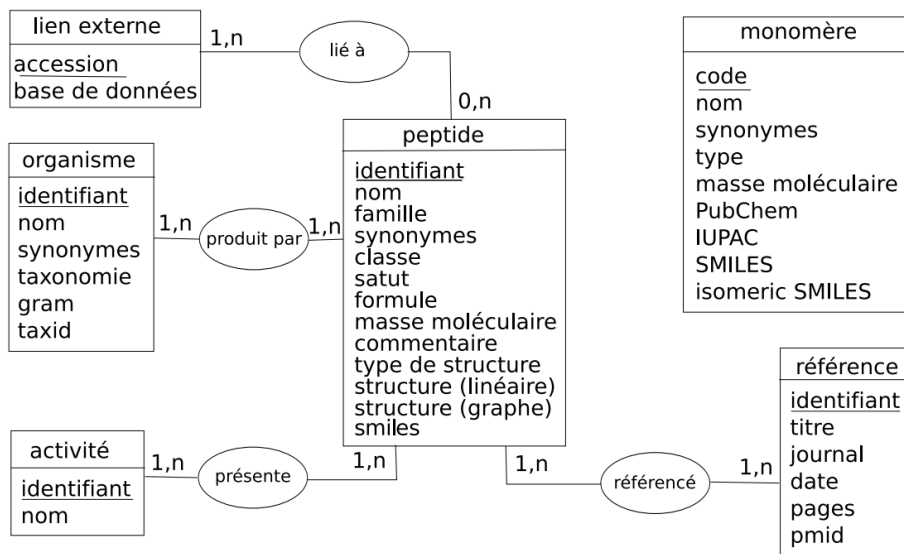 lien externe
accession
base de données
1,n
lié à
0,n
monomère
code
nom
synonymes
type
masse moléculaire
PubChem
IUPAC
SMILES
isomeric SMILES
organisme
identifiant
nom
synonymes
taxonomie
gram
taxid
1,n
produit par
1,n
peptide
identifiant
nom
famille
synonymes
classe
satut
formule
masse moléculaire
commentaire
type de structure
structure (linéaire)
structure (graphe)
smiles
activité
identifiant
nom
1,n
présente
1,n
1,n
référencé
1,n
référence
identifiant
titre
journal
date
pages
pmid